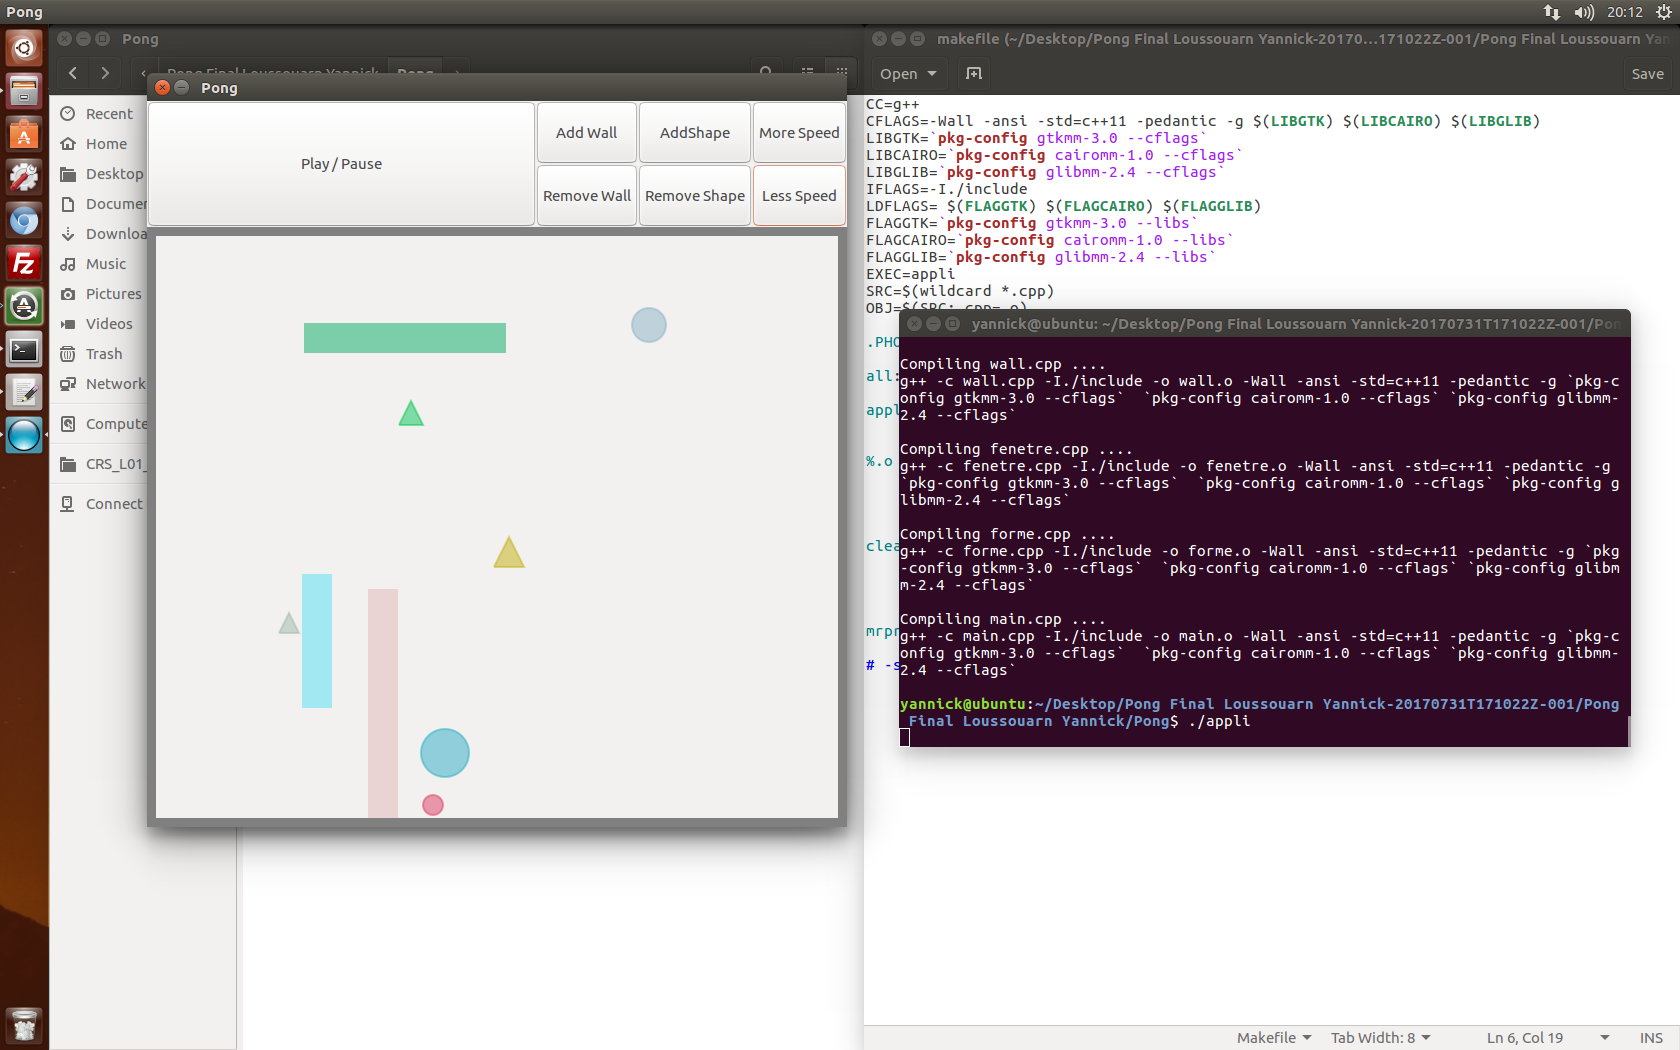 Pong
20:12
Pong
Recent
Home
Desktop
Documen
Downloa
Music
Pictures
Videos
Trash
Network
Compute
CRS_L01_
Connect
Pong
Play / Pause
Add Wall
AddShape
More Speed
Remove Wall
Remove Shape
Less Speed
makefile (~/Desktop/Pong Final Loussouarn Yannick-20170...171022Z-001/Pong Final Loussouarn Yan
Open
Save
CC=g++
CFLAGS=-Wall -ansi -std=c++11 -pedantic -g $(LIBGTK) $(LIBCAIRO) $(LIBGLIB)
LIBGTK=`pkg-config gtkmm-3.0 --cflags`
LIBCAIRO=`pkg-config cairomm-1.0 --cflags`
LIBGLIB=`pkg-config glibmm-2.4 --cflags`
IFLAGS=-I./include
LDFLAGS= $(FLAGGTK) $(FLAGCAIRO) $(FLAGGLIB)
FLAGGTK=`pkg-config gtkmm-3.0 --libs`
FLAGCAIRO=`pkg-config cairomm-1.0 --libs`
FLAGGLIB=`pkg-config glibmm-2.4 --libs`
EXEC=appli
SRC=$(wildcard *.cpp)
.PHO
all:
appl
%.o
clea
mrpr
# -s
yannick@ubuntu: ~/Desktop/Pong Final Loussouarn Yannick-20170731T171022Z-001/Pon
Compiling wall.cpp ....
g++ -c wall.cpp -I./include -o wall.o -Wall -ansi -std=c++11 -pedantic -g `pkg-c
onfig gtkmm-3.0 --cflags`  `pkg-config cairomm-1.0 --cflags` `pkg-config glibmm-
2.4 --cflags`
Compiling fenetre.cpp ....
g++ -c fenetre.cpp -I./include -o fenetre.o -Wall -ansi -std=c++11 -pedantic -g
`pkg-config gtkmm-3.0 --cflags`  `pkg-config cairomm-1.0 --cflags` `pkg-config g
libmm-2.4 --cflags`
Compiling forme.cpp ....
g++ -c forme.cpp -I./include -o forme.o -Wall -ansi -std=c++11 -pedantic -g `pkg
-config gtkmm-3.0 --cflags`  `pkg-config cairomm-1.0 --cflags` `pkg-config glibm
m-2.4 --cflags`
Compiling main.cpp ....
g++ -c main.cpp -I./include -o main.o -Wall -ansi -std=c++11 -pedantic -g `pkg-c
onfig gtkmm-3.0 --cflags`  `pkg-config cairomm-1.0 --cflags` `pkg-config glibmm-
2.4 --cflags`
yannick@ubuntu:~/Desktop/Pong Final Loussouarn Yannick-20170731T171022Z-001/Pong
 Final Loussouarn Yannick/Pong$ ./appli
Makefile
Tab Width: 8
Ln 6, Col 19
INS